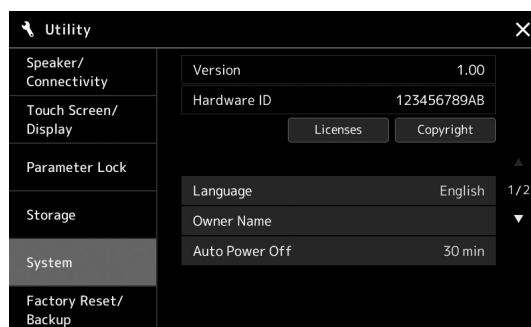 Utility
Speaker/
Connectivity
Touch Screen/
Display
Parameter Lock
Storage
System
Factory Reset/
Backup
Version 1.00
Hardware ID 123456789AB
Licenses Copyright
Language English 1/2
Owner Name
Auto Power Off 30 min